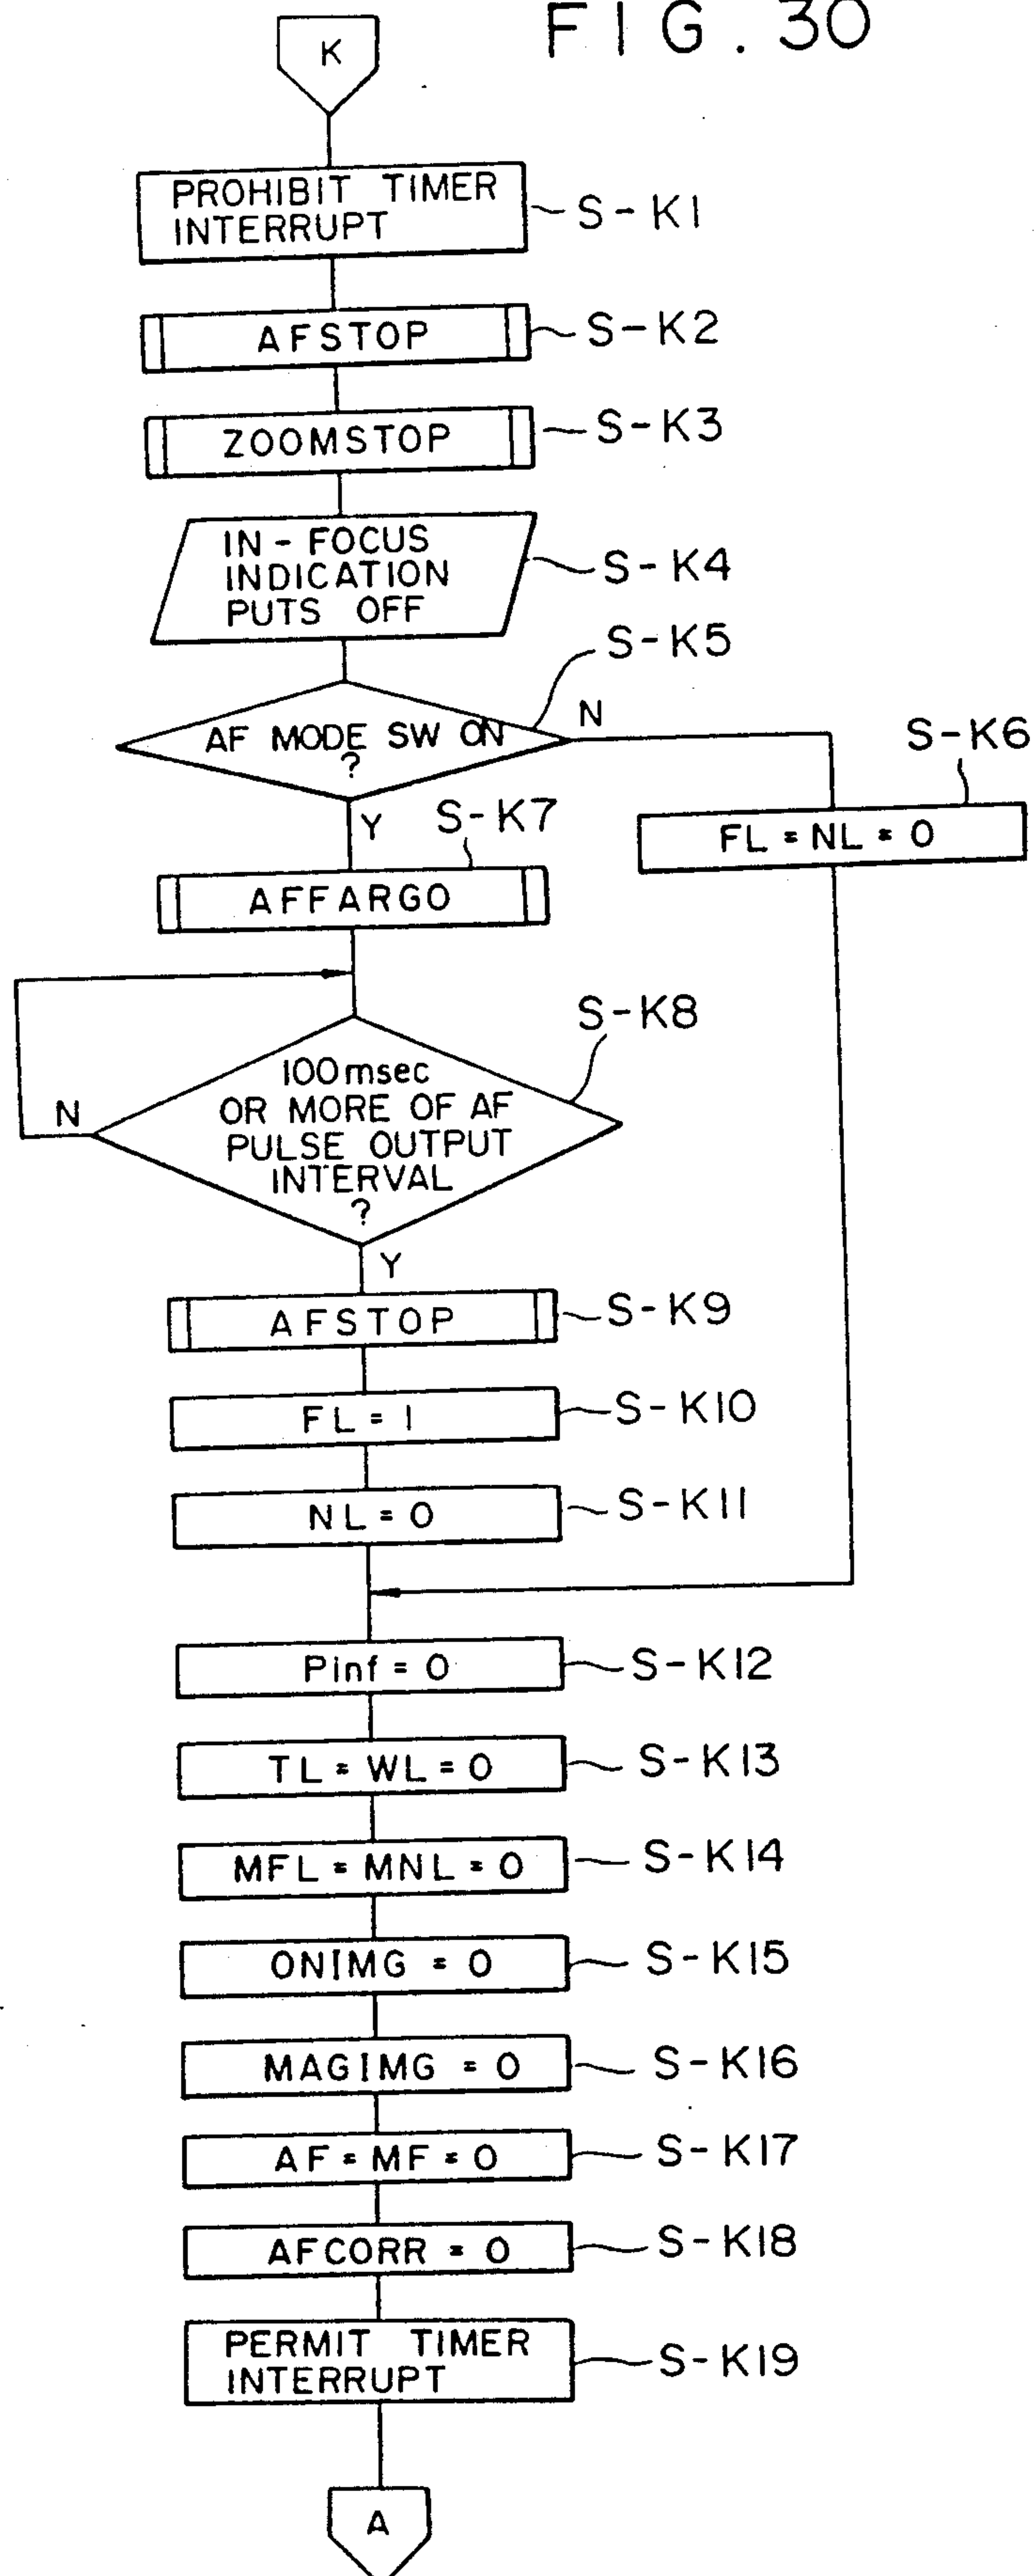 FIG. 30
K
PROHIBIT TIMER
INTERRUPT
S-K1
AFSTOP
S-K2
ZOOMSTOP
S-K3
IN-FOCUS
INDICATION
PUTS OFF
S-K4
S-K5
AF MODE SW ON
?
N
Y
S-K6
FL = NL = 0
S-K7
AFFARGO
S-K8
100msec
OR MORE OF AF
PULSE OUTPUT
INTERVAL
?
N
Y
AFSTOP
S-K9
FL = 1
S-K10
NL = 0
S-K11
Pinf = 0
S-K12
TL = WL = 0
S-K13
MFL = MNL = 0
S-K14
ONIMG = 0
S-K15
MAGIMG = 0
S-K16
AF = MF = 0
S-K17
AFCORR = 0
S-K18
PERMIT TIMER
INTERRUPT
S-K19
A